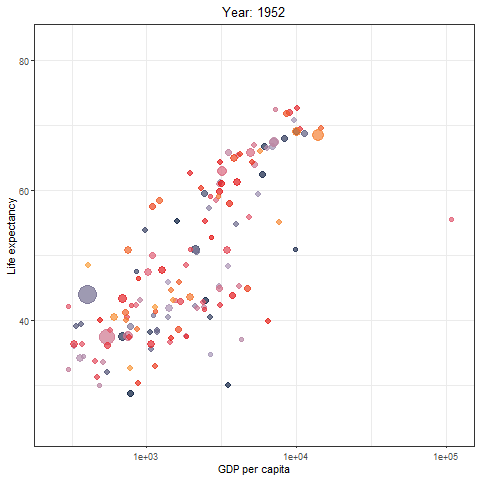 Year: 1952
80
60
40
Life expectancy
1e+03
1e+04
1e+05
GDP per capita